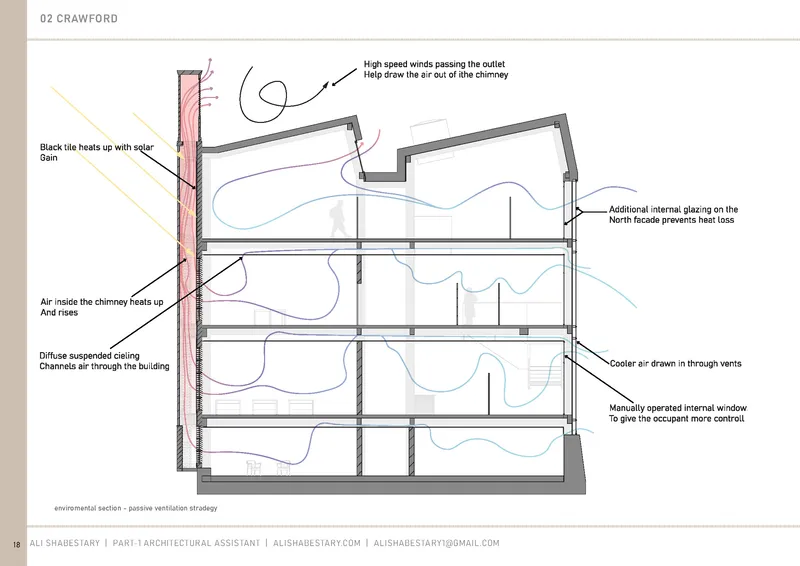 02 CRAWFORD
High speed winds passing the outlet
Help draw the air out of ithe chimney
Black tile heats up with solar
Gain
Additional internal glazing on the
North facade prevents heat loss
Air inside the chimney heats up
And rises
Diffuse suspended cieling
Channels air through the building
Cooler air drawn in through vents
Manually operated internal window
To give the occupant more controll
enviromental section - passive ventilation stradegy
18 ALI SHABESTARY | PART-1 ARCHITECTURAL ASSISTANT | ALISHABESTARY.COM | ALISHABESTARY1@GMAIL.COM